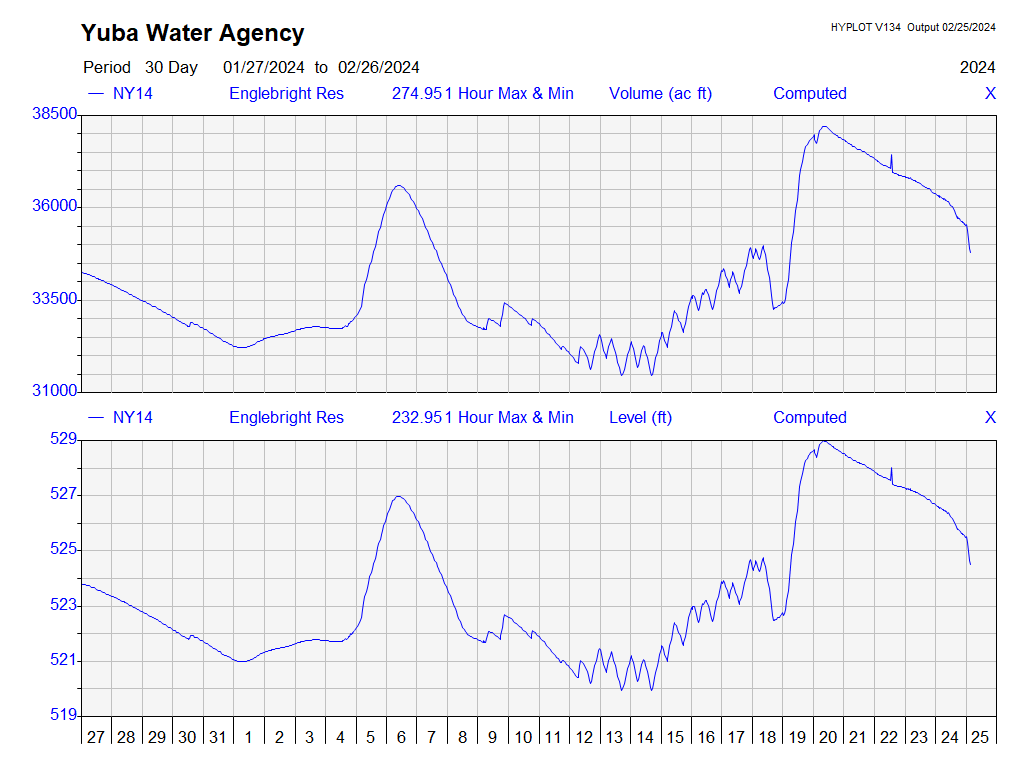 Yuba Water Agency
HYPLOT V134 Output 02/25/2024
Period 30 Day 01/27/2024 to 02/26/2024 2024
— NY14 Englebright Res 274.951 Hour Max & Min Volume (ac ft) Computed X
38500
36000
33500
31000
— NY14 Englebright Res 232.951 Hour Max & Min Level (ft) Computed X
529
527
525
523
521
519
27 28 29 30 31 1 2 3 4 5 6 7 8 9 10 11 12 13 14 15 16 17 18 19 20 21 22 23 24 25